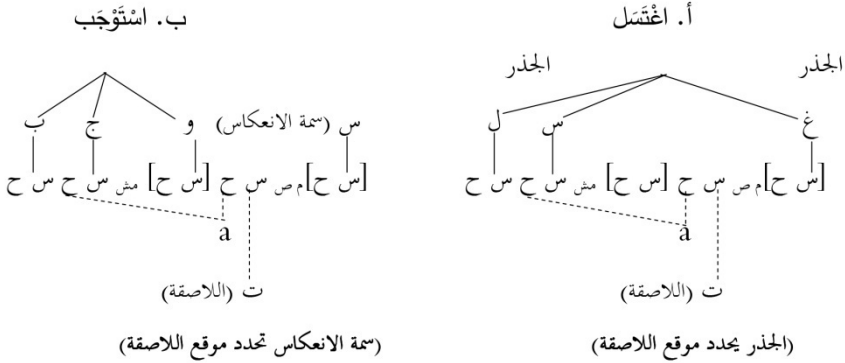 أ. اغْتَسَل
الجذر
الجذر
غ س ل
[س ح] م ص س ح [س ح] مش س ح س ح
a
ت (اللاصقة)
(الجذر يحدد موقع اللاصقة)
ب. اسْتَوْجَب
س (سمة الانعكاس) و ج ب
[س ح] م ص س ح [س ح] مش س ح س ح
a
ت (اللاصقة)
(سمة الانعكاس تحدد موقع اللاصقة)